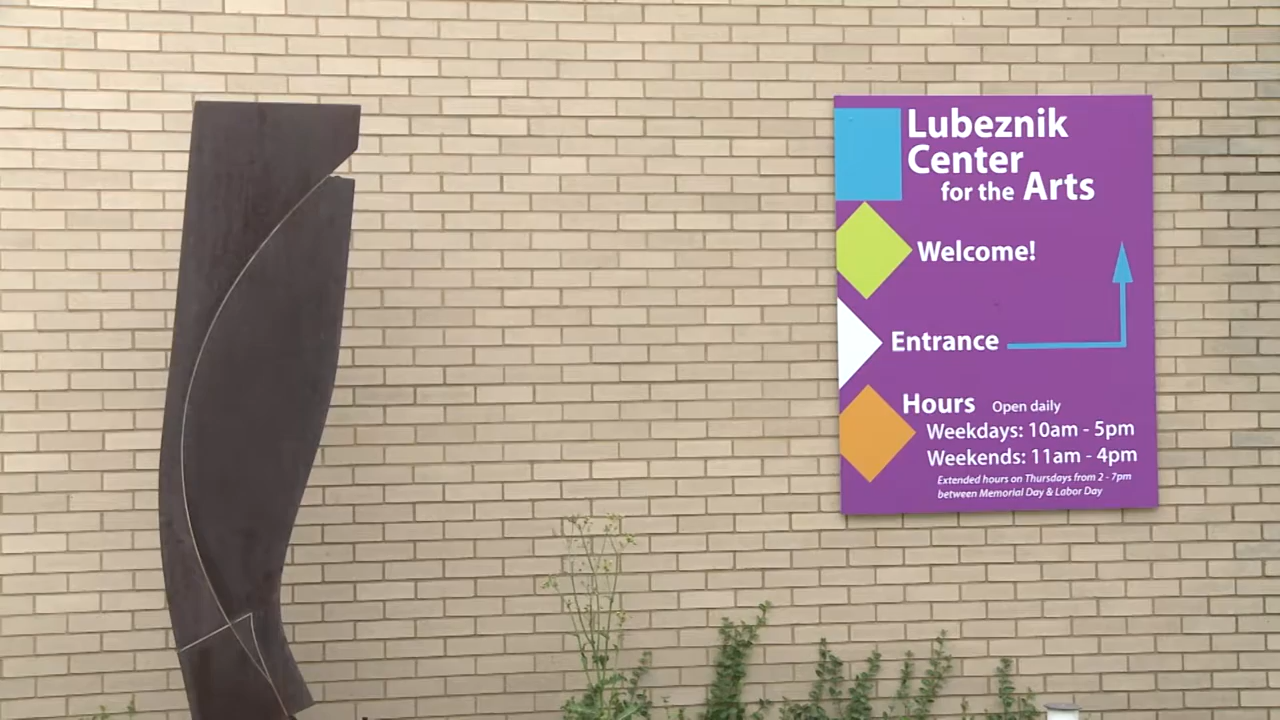 Lubeznik
Center
for the Arts
Welcome!
Entrance
Hours Open daily
Weekdays: 10am - 5pm
Weekends: 11am - 4pm
Extended hours on Thursdays from 2 - 7pm
between Memorial Day & Labor Day